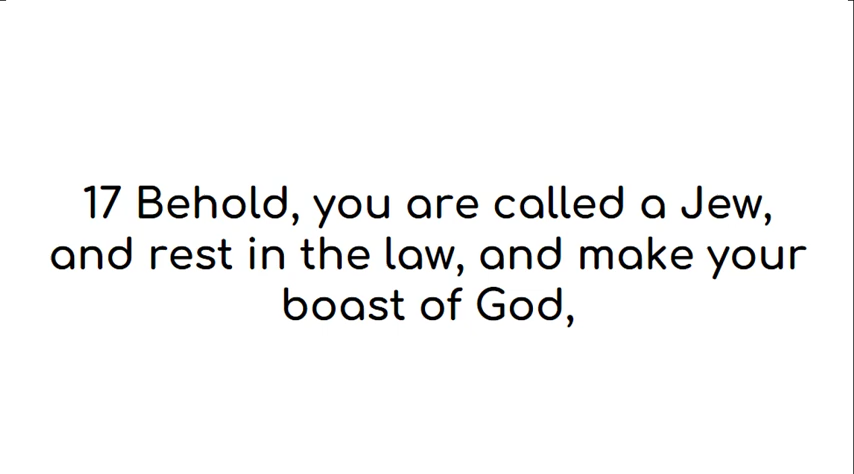 17 Behold, you are called a Jew,
and rest in the law, and make your
boast of God,